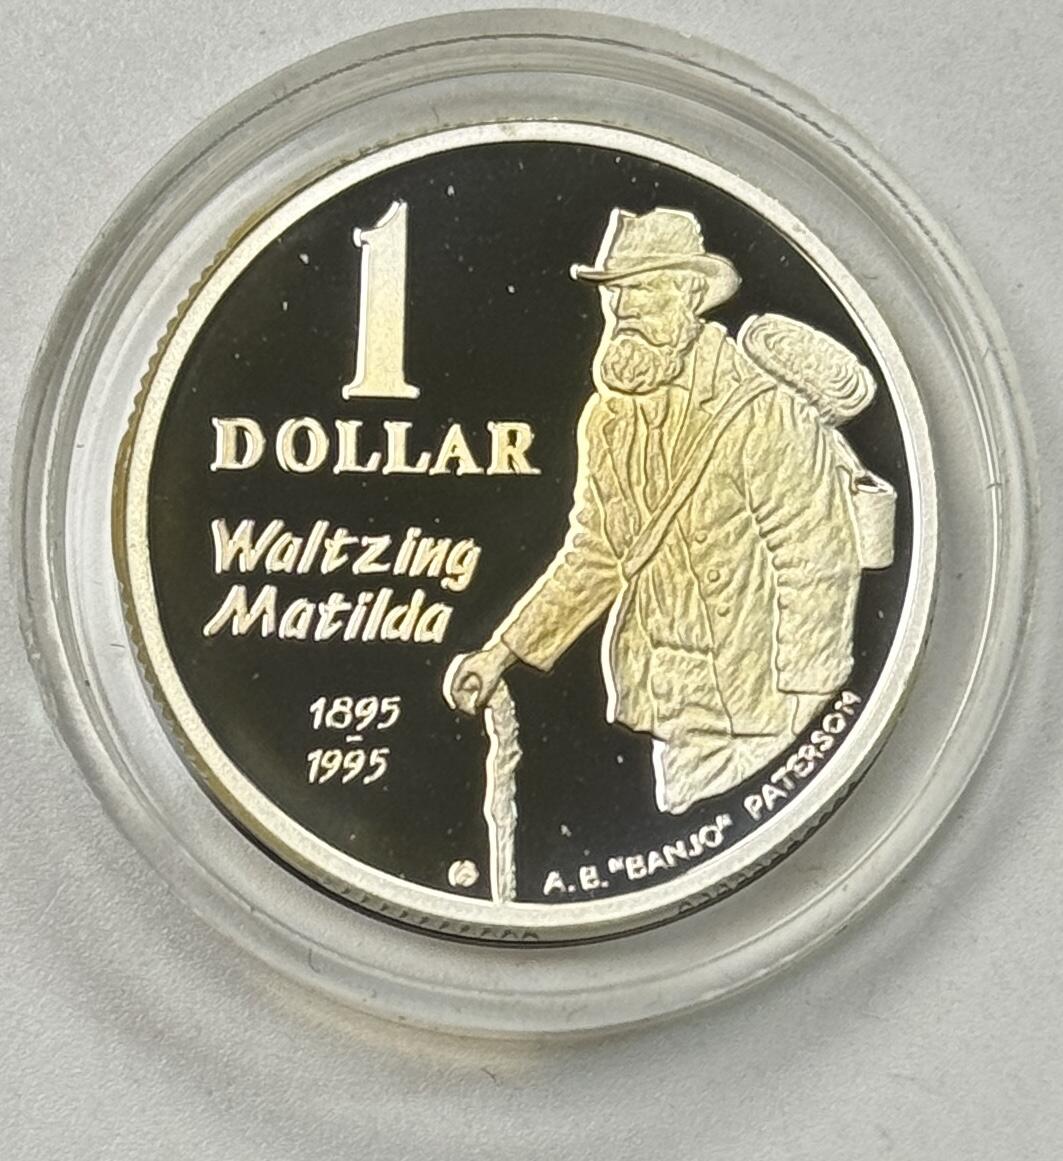 1
DOLLAR
Waltzing
Matilda
1895
-
1995
A.B. "BANJO" PATERSON